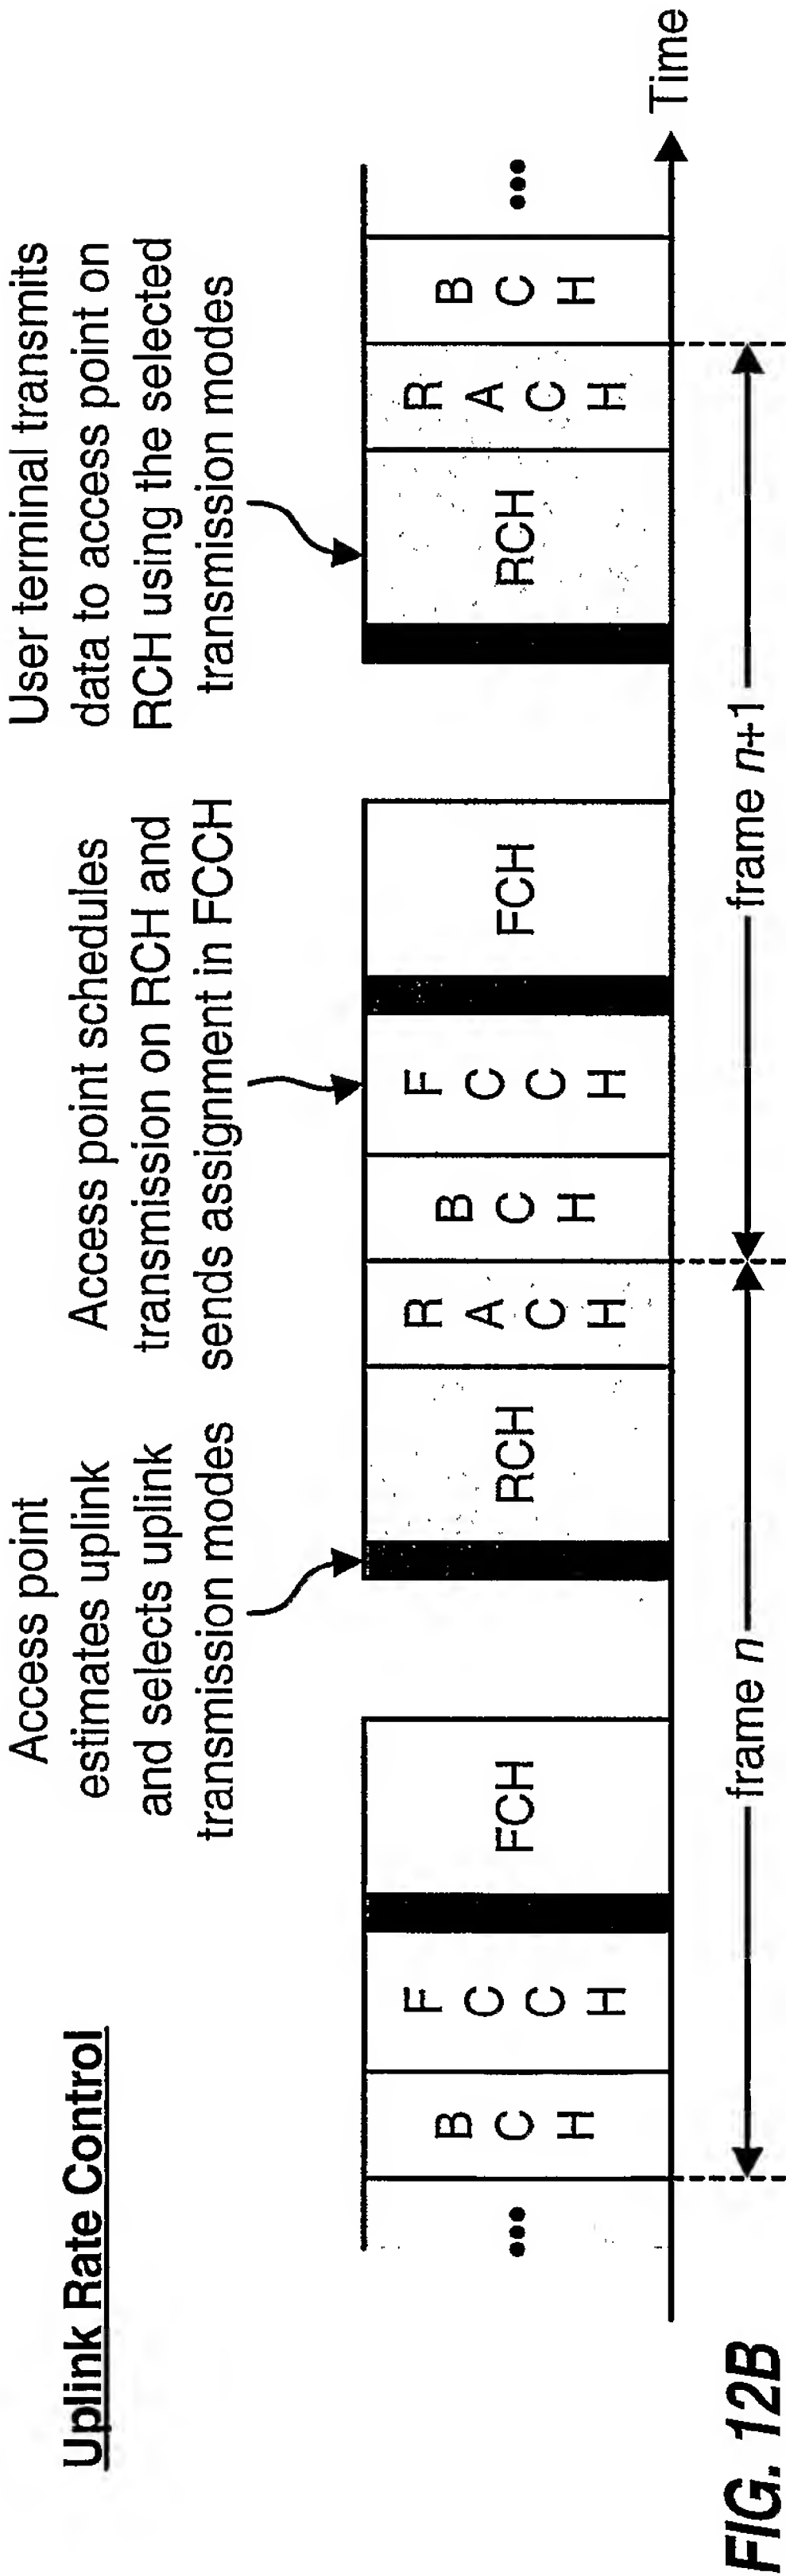 Uplink Rate Control
Access point
estimates uplink
and selects uplink
transmission modes
Access point schedules
transmission on RCH and
sends assignment in FCCH
User terminal transmits
data to access point on
RCH using the selected
transmission modes
...
BCH
FCCH
FCH
RCH
RACH
BCH
FCCH
FCH
RCH
RACH
BCH
...
Time
frame n
frame n+1
FIG. 12B